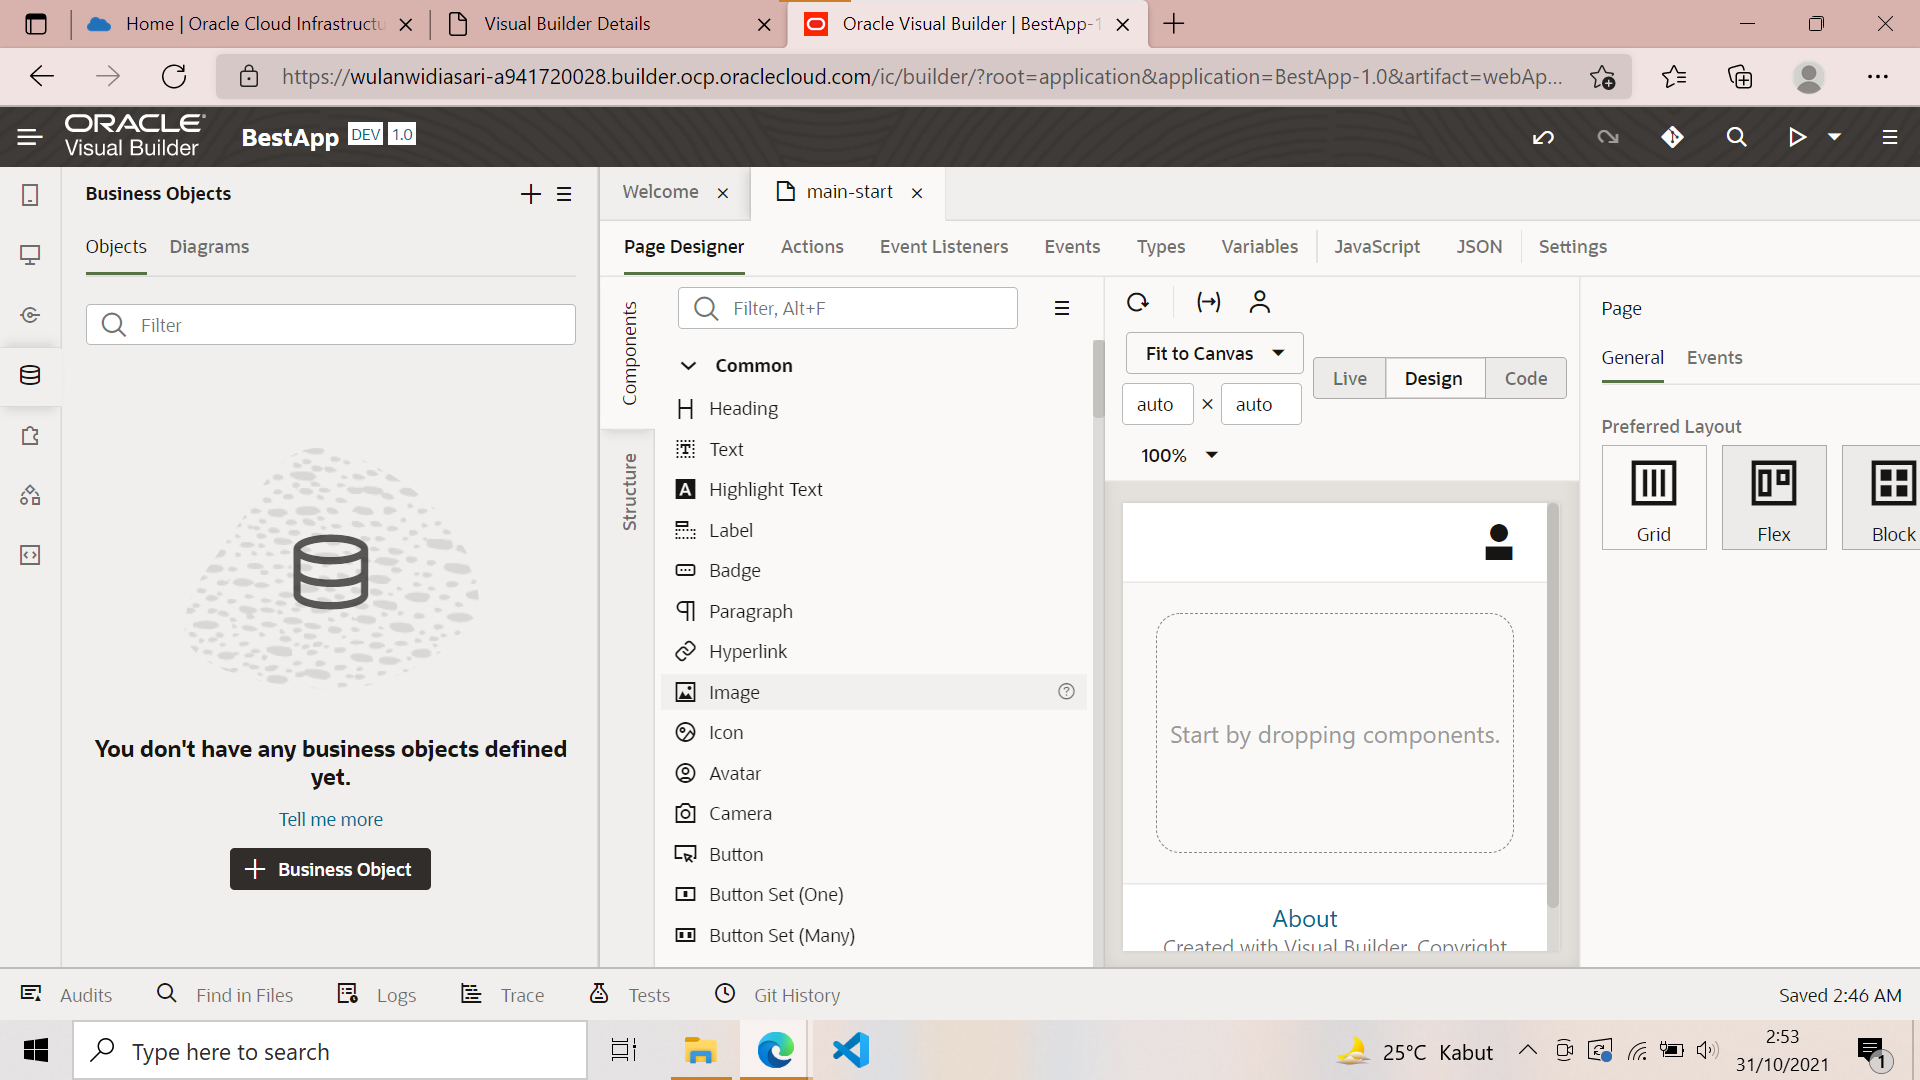 Home | Oracle Cloud Infrastructu
Visual Builder Details
Oracle Visual Builder | BestApp-1
https://wulanwidiasari-a941720028.builder.ocp.oraclecloud.com/ic/builder/?root=application&application=BestApp-1.0&artifact=webAp...
ORACLE
Visual Builder
BestApp DEV 1.0
Business Objects
Objects Diagrams
Filter
You don't have any business objects defined
yet.
Tell me more
Business Object
Welcome
main-start
Page Designer Actions Event Listeners Events Types Variables JavaScript JSON Settings
Components
Structure
Filter, Alt+F
Common
Heading
Text
Highlight Text
Label
Badge
Paragraph
Hyperlink
Image
Icon
Avatar
Camera
Button
Button Set (One)
Button Set (Many)
Fit to Canvas
auto × auto
Live Design Code
100%
Start by dropping components.
About
Created with Visual Builder. Copyright
Page
General Events
Preferred Layout
Grid Flex Block
Audits Find in Files Logs Trace Tests Git History
Saved 2:46 AM
Type here to search
25°C Kabut
2:53
31/10/2021
1